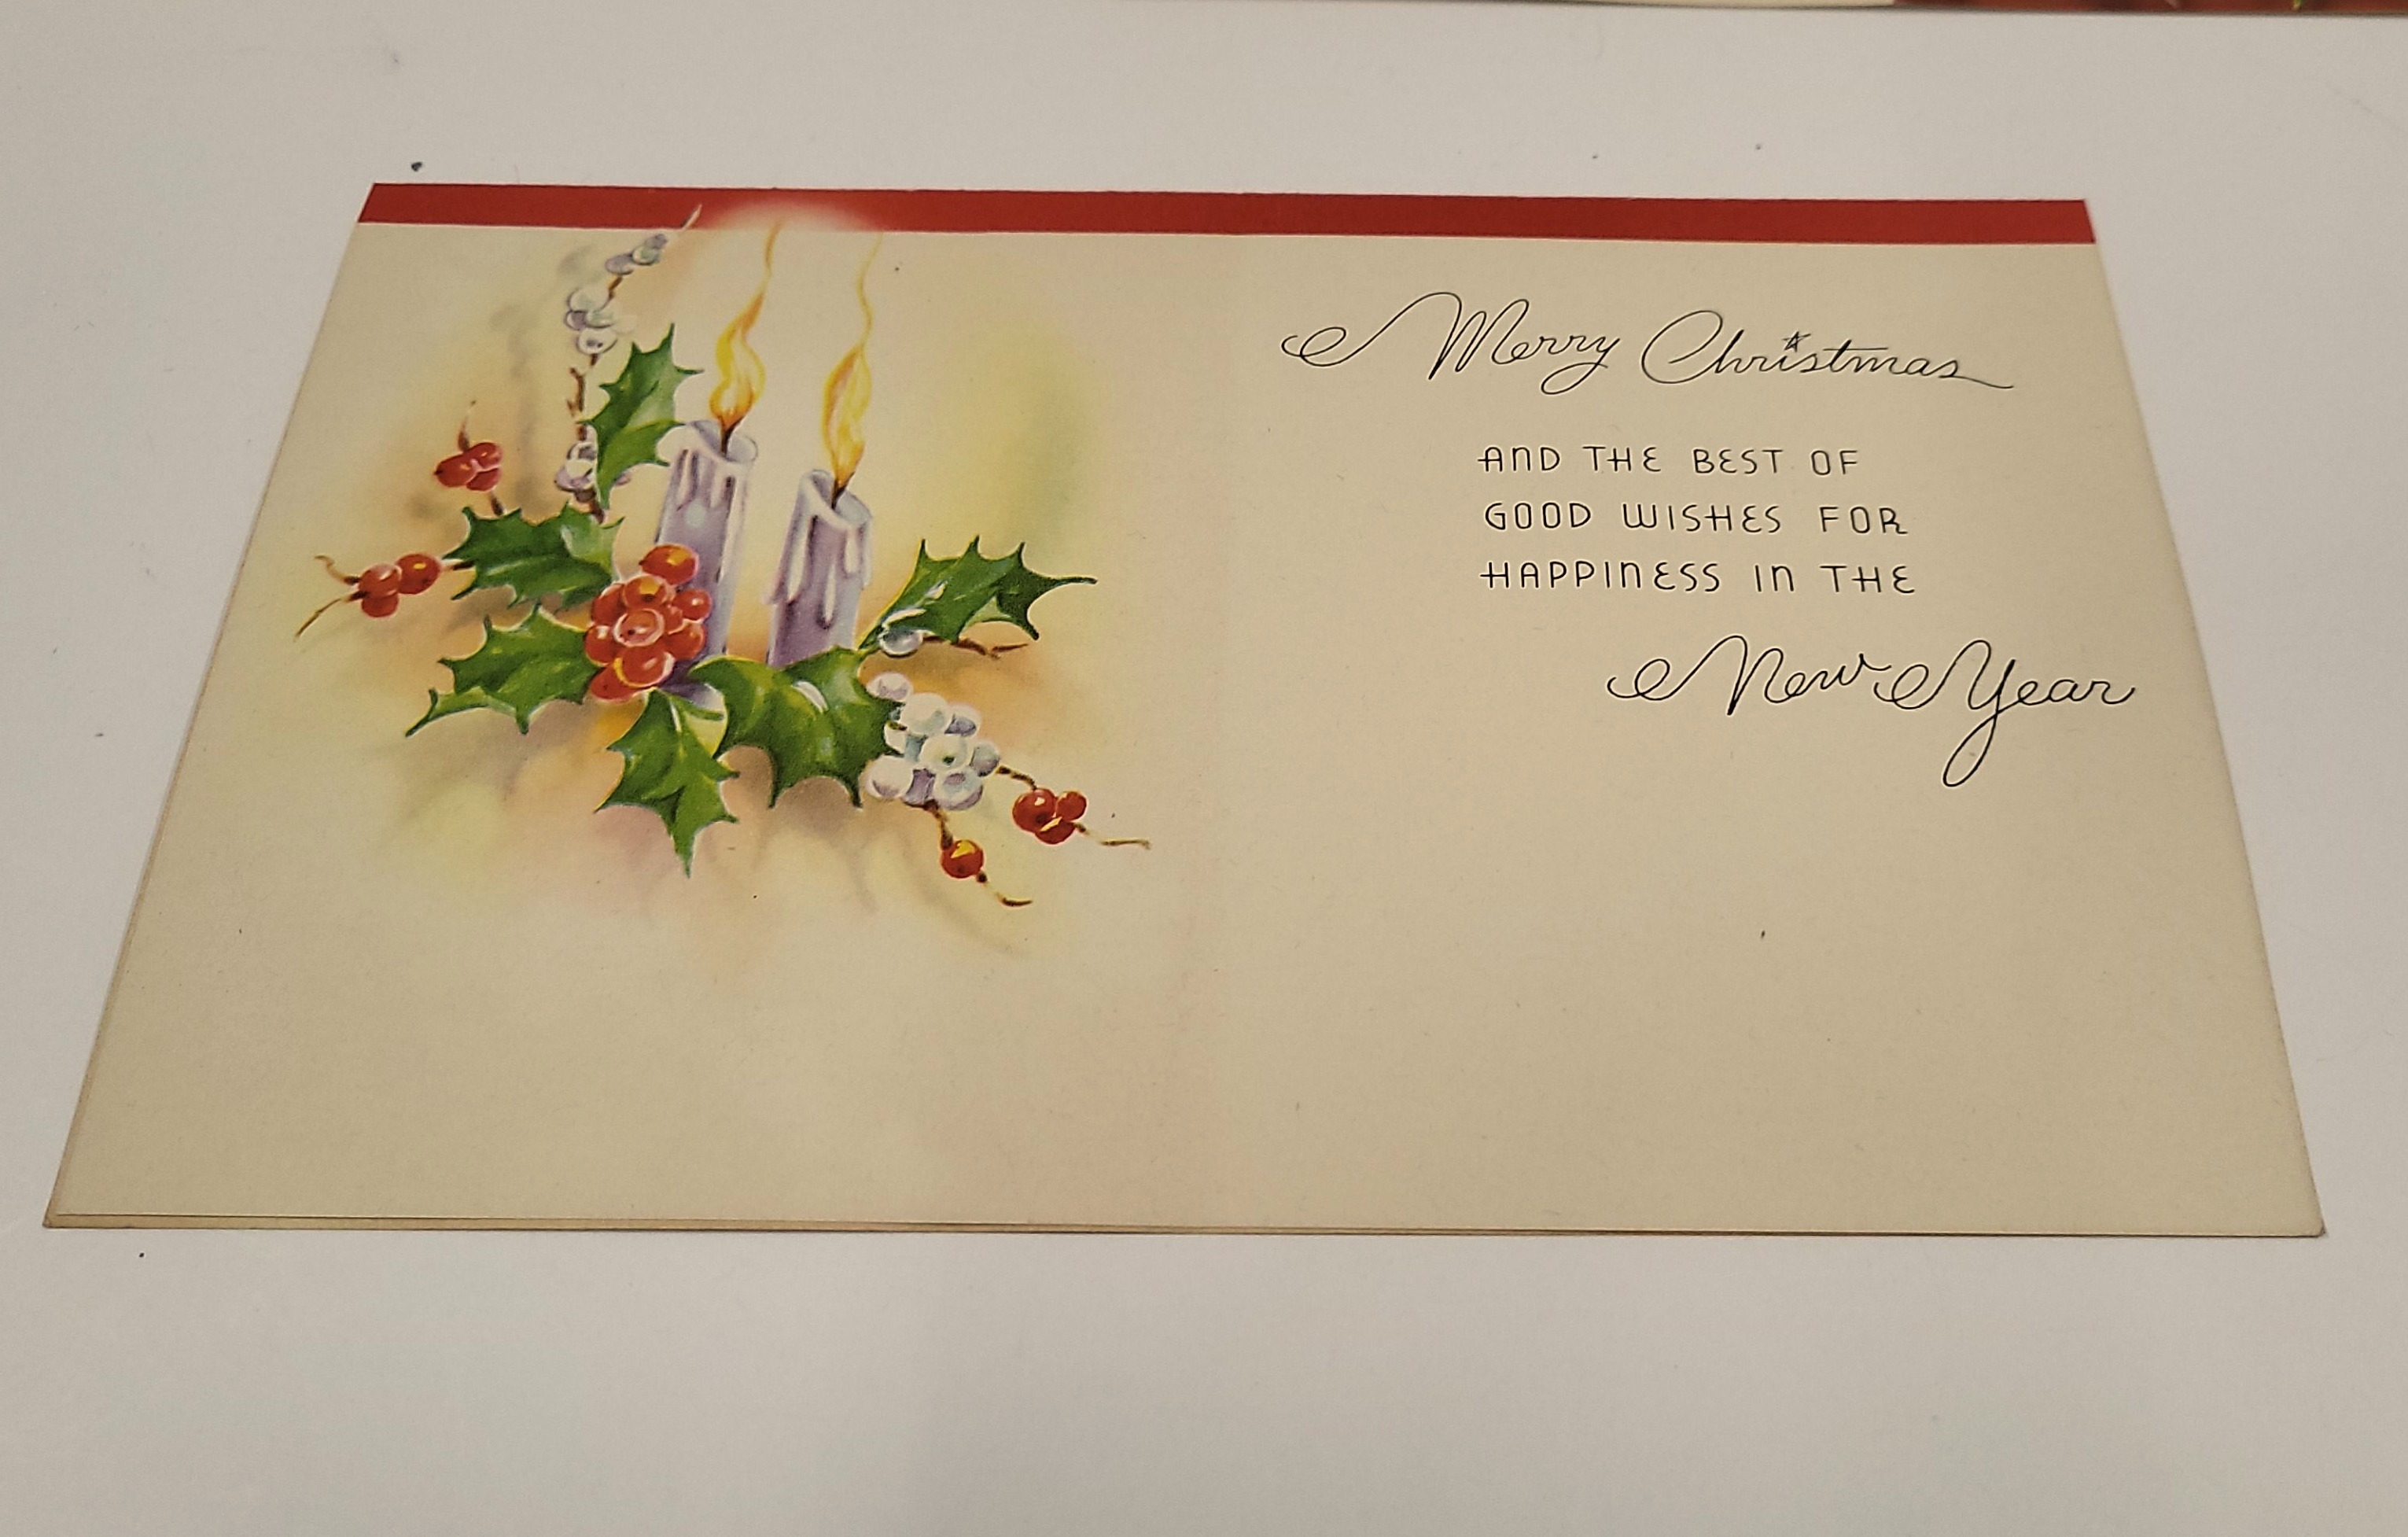 Merry Christmas
AND THE BEST OF
GOOD WISHES FOR
HAPPINESS IN THE
New Year